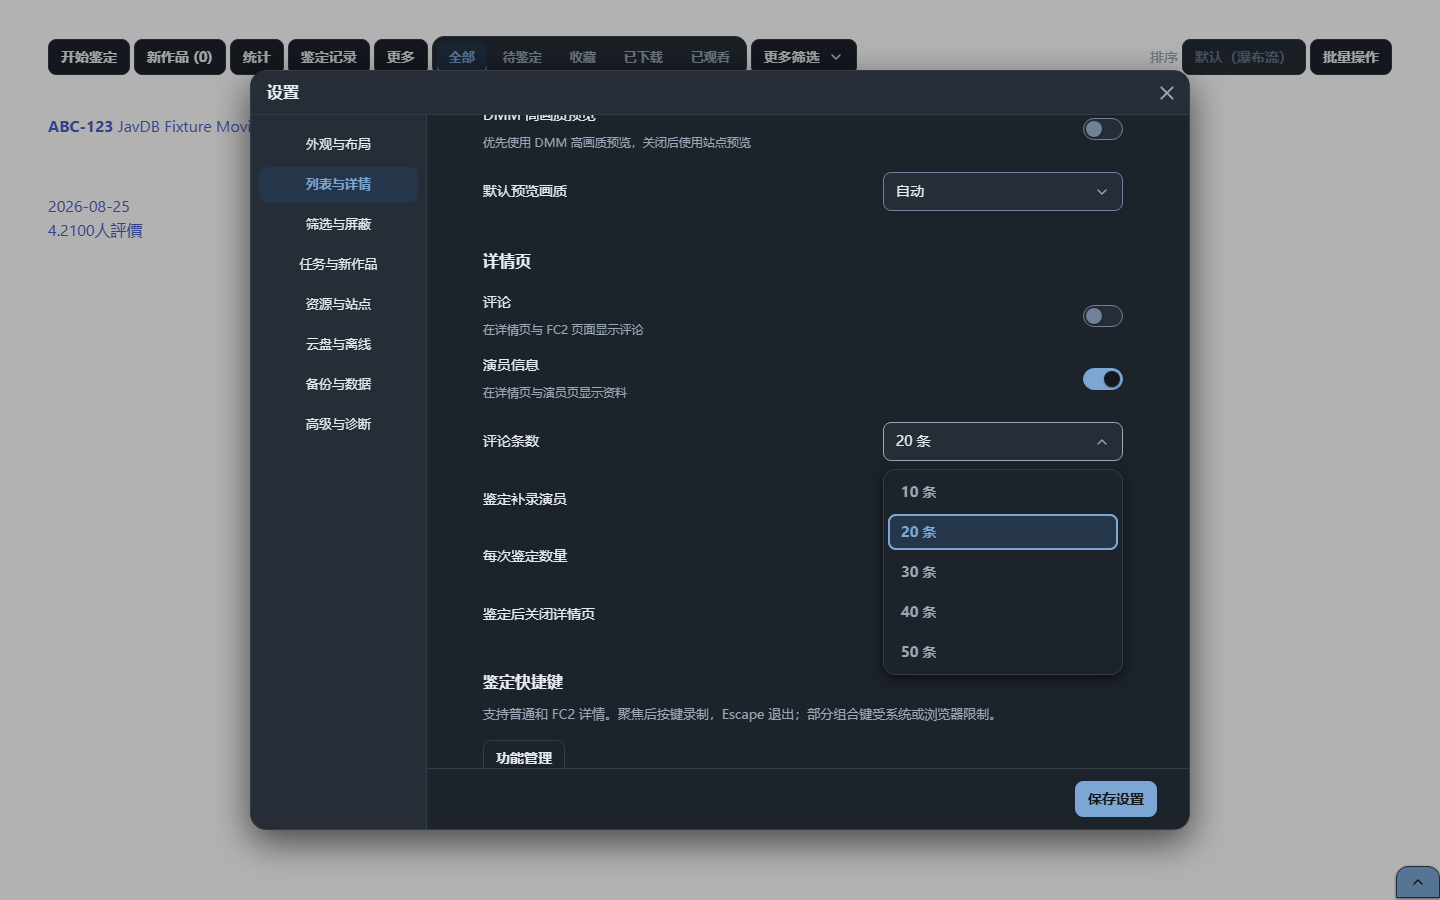 开始鉴定 新作品 (0) 统计 鉴定记录 更多 全部 待鉴定 收藏 已下载 已观看 更多筛选 排序 默认（瀑布流） 批量操作
ABC-123 JavDB Fixture Movi
2026-08-25
4.2100人評價
设置
外观与布局
列表与详情
筛选与屏蔽
任务与新作品
资源与站点
云盘与离线
备份与数据
高级与诊断
DMM 高画质预览
优先使用 DMM 高画质预览，关闭后使用站点预览
默认预览画质 自动
详情页
评论
在详情页与 FC2 页面显示评论
演员信息
在详情页与演员页显示资料
评论条数 20 条
10 条
20 条
30 条
40 条
50 条
鉴定补录演员
每次鉴定数量
鉴定后关闭详情页
鉴定快捷键
支持普通和 FC2 详情。聚焦后按键录制，Escape 退出；部分组合键受系统或浏览器限制。
功能管理
保存设置